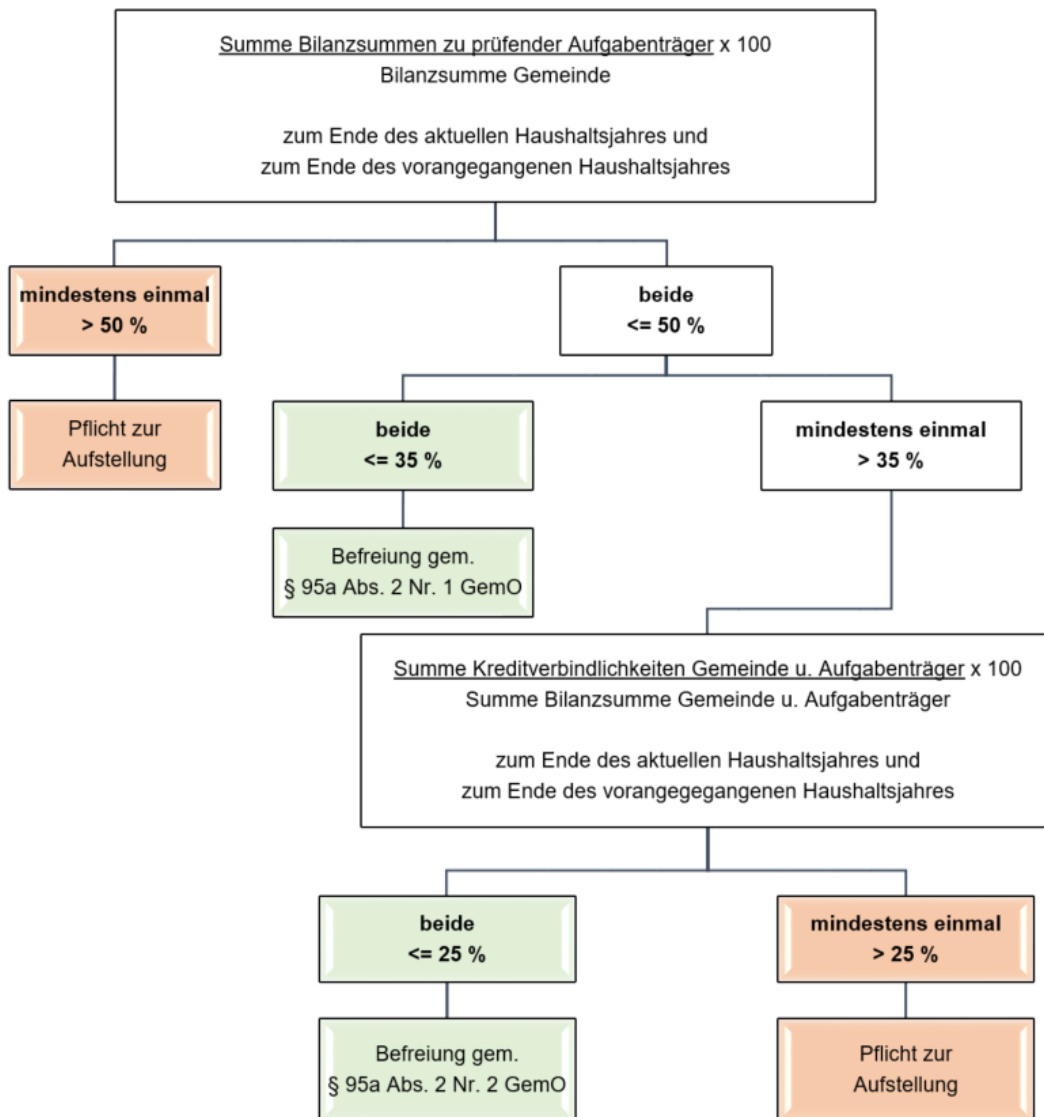 Summe Bilanzsummen zu prüfender Aufgabenträger x 100
Bilanzsumme Gemeinde
zum Ende des aktuellen Haushaltsjahres und
zum Ende des vorangegangenen Haushaltsjahres
mindestens einmal
> 50 %
beide
<= 50 %
Pflicht zur
Aufstellung
beide
<= 35 %
mindestens einmal
> 35 %
Befreiung gem.
§ 95a Abs. 2 Nr. 1 GemO
Summe Kreditverbindlichkeiten Gemeinde u. Aufgabenträger x 100
Summe Bilanzsumme Gemeinde u. Aufgabenträger
zum Ende des aktuellen Haushaltsjahres und
zum Ende des vorangegegangenen Haushaltsjahres
beide
<= 25 %
mindestens einmal
> 25 %
Befreiung gem.
§ 95a Abs. 2 Nr. 2 GemO
Pflicht zur
Aufstellung